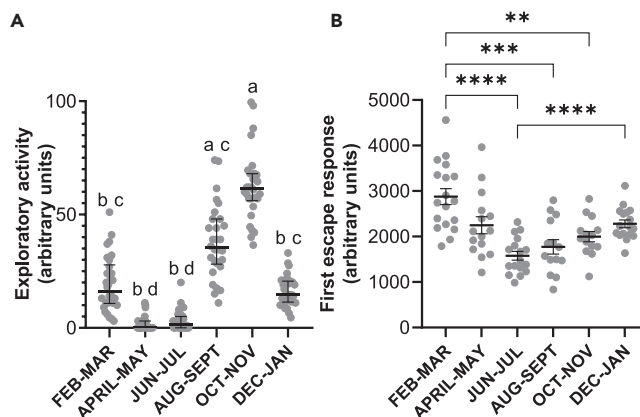 A
Exploratory activity
(arbitrary units)
100
50
0
b c
b d
b d
a c
a
b c
FEB-MAR
APRIL-MAY
JUN-JUL
AUG-SEPT
OCT-NOV
DEC-JAN
B
First escape response
(arbitrary units)
**
***
****
****
5000
4000
3000
2000
1000
0
FEB-MAR
APRIL-MAY
JUN-JUL
AUG-SEPT
OCT-NOV
DEC-JAN